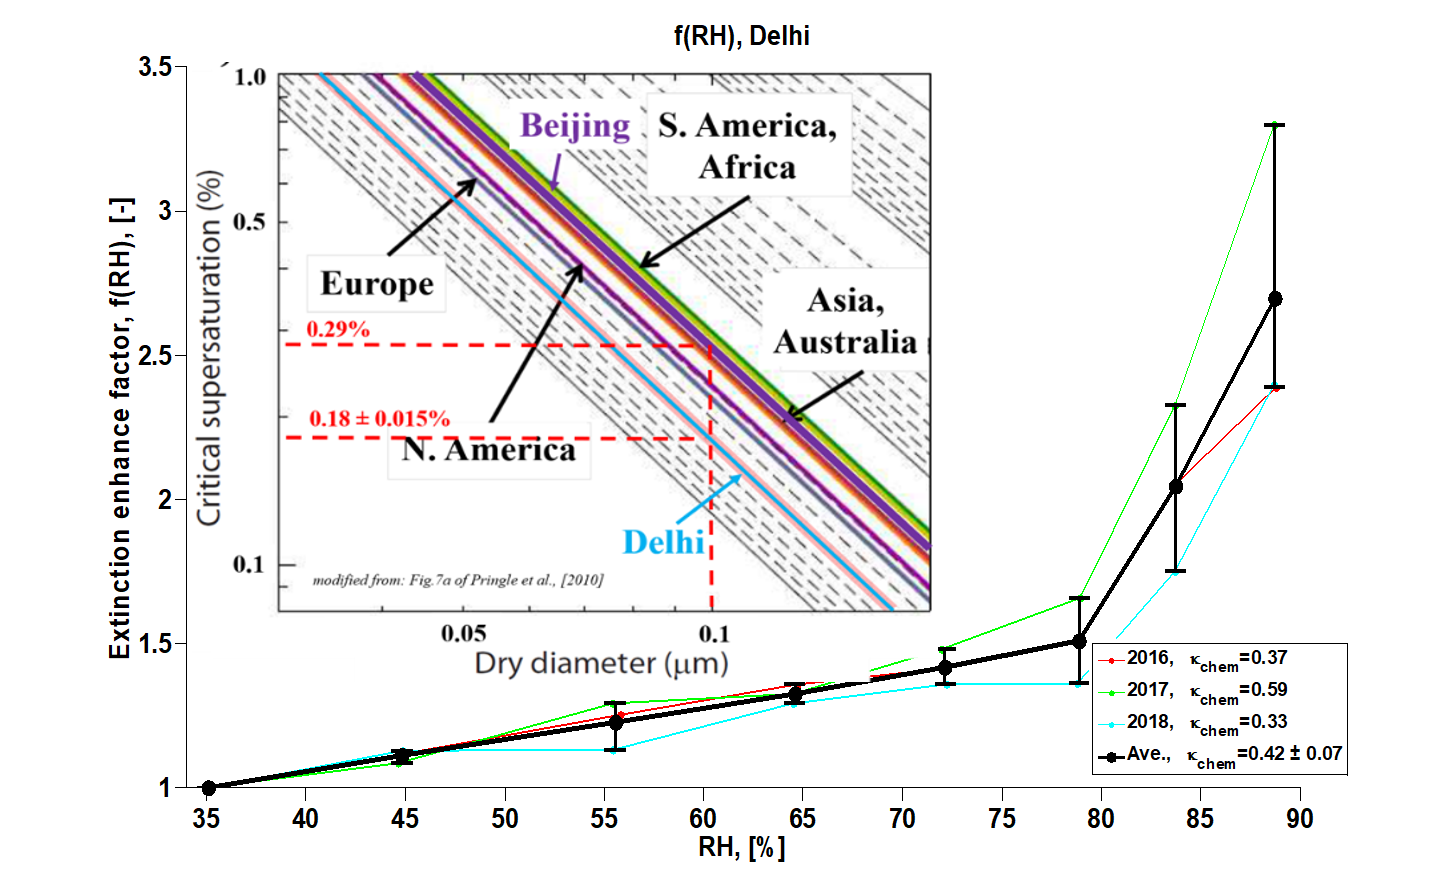 f(RH), Delhi
Extinction enhance factor, f(RH), [-]
3.5
3
2.5
2
1.5
1
35
40
45
50
55
60
65
70
75
80
85
90
RH, [%]
Critical supersaturation (%)
1.0
0.5
0.1
0.05
0.1
Dry diameter (μm)
Beijing
S. America,
Africa
Europe
Asia,
Australia
0.29%
0.18 ± 0.015%
N. America
Delhi
modified from: Fig.7a of Pringle et al., [2010]
2016, κchem=0.37
2017, κchem=0.59
2018, κchem=0.33
Ave., κchem=0.42 ± 0.07